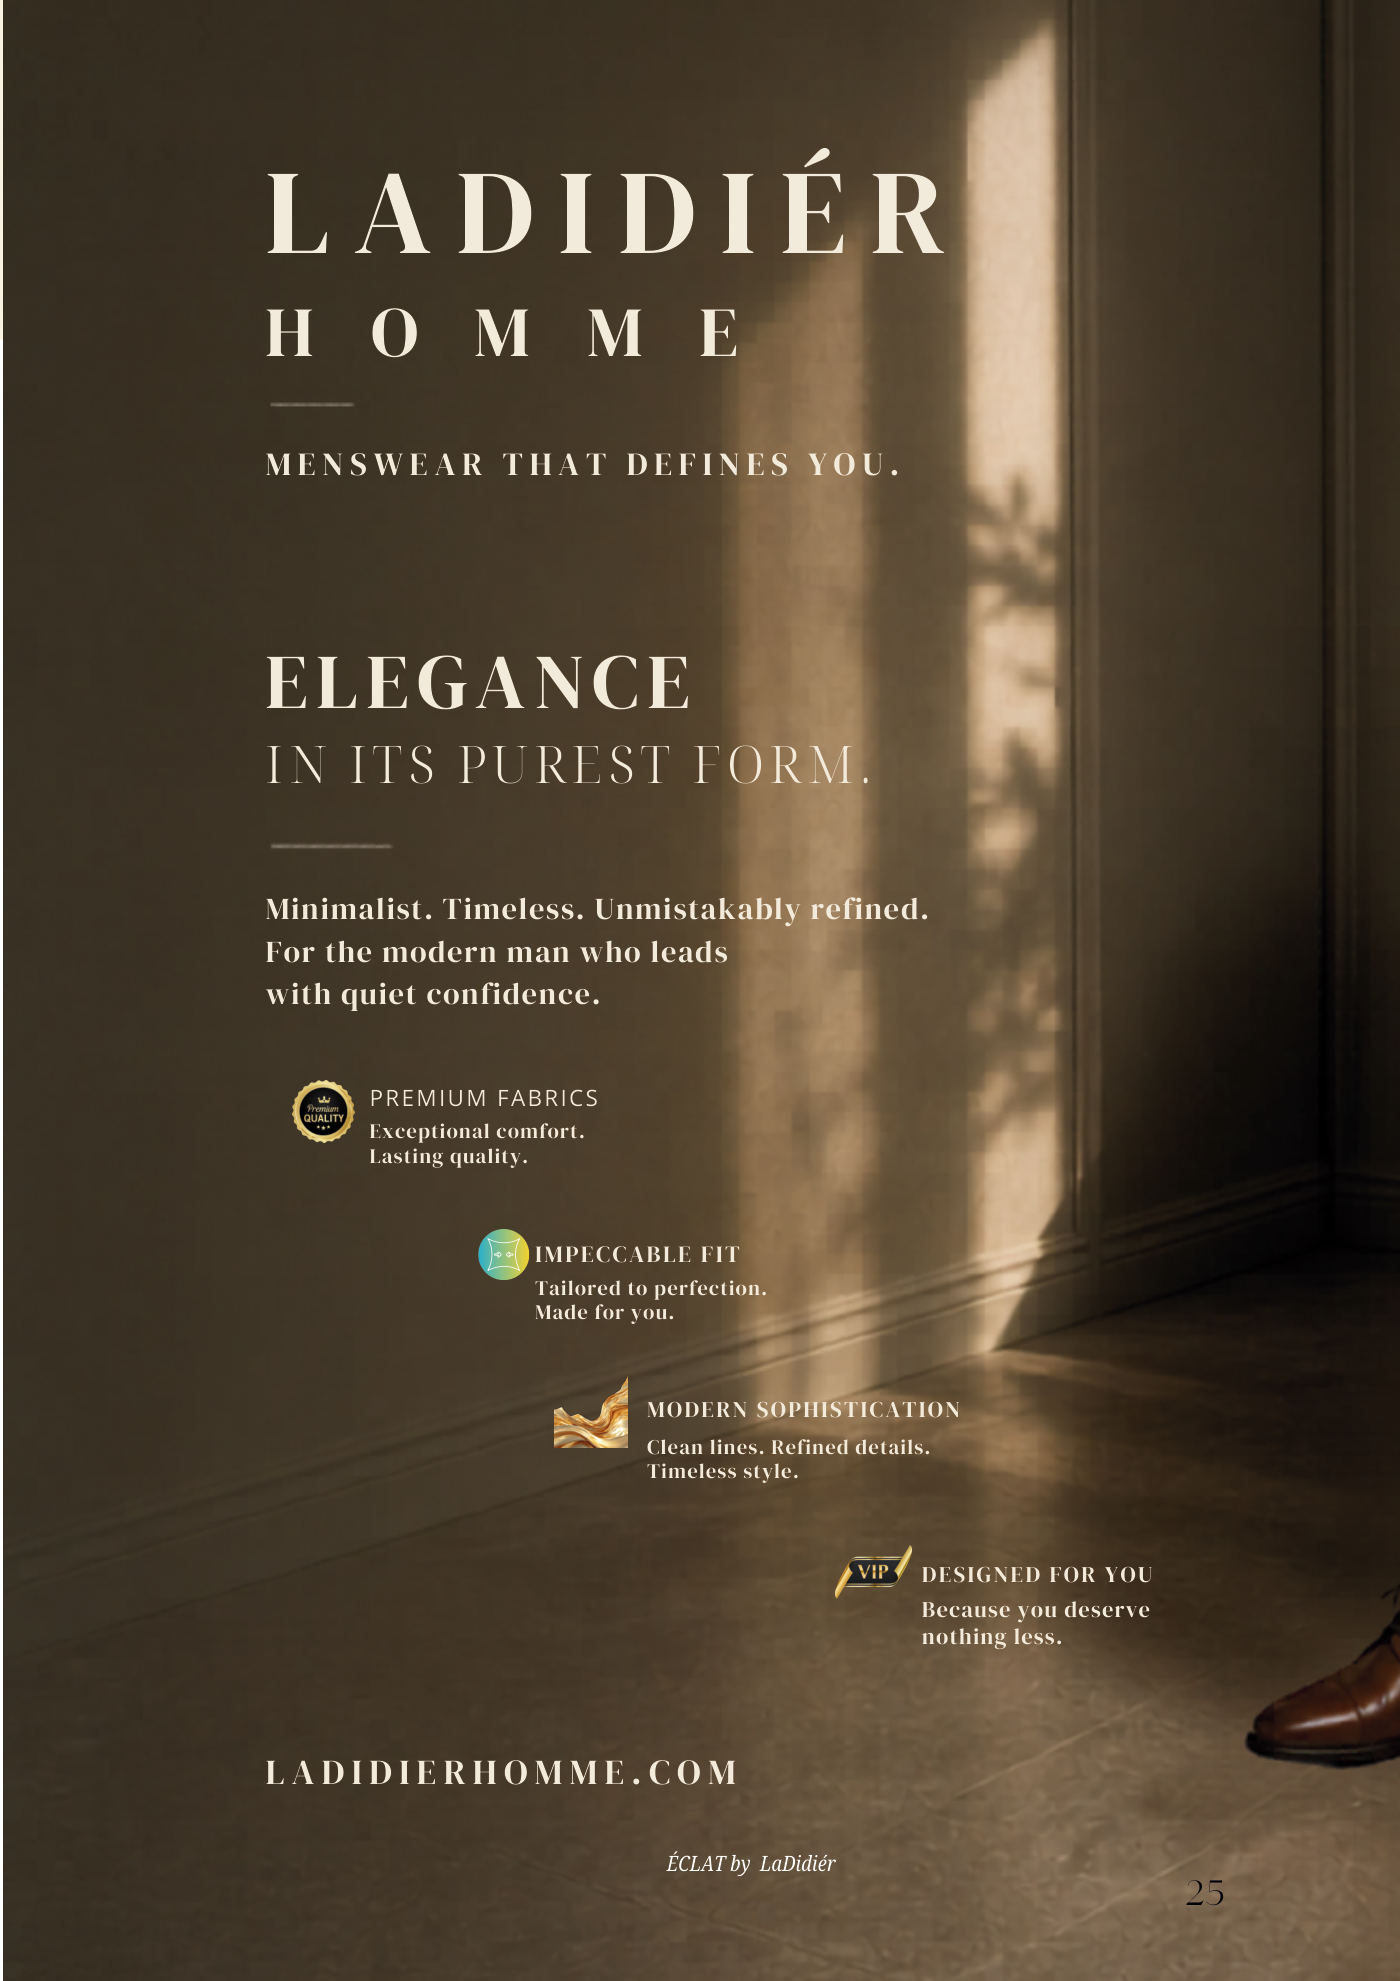 LADIDIÉR
HOMME
MENSWEAR THAT DEFINES YOU.
ELEGANCE
IN ITS PUREST FORM.
Minimalist. Timeless. Unmistakably refined.
For the modern man who leads
with quiet confidence.
Premium
QUALITY
PREMIUM FABRICS
Exceptional comfort.
Lasting quality.
IMPECCABLE FIT
Tailored to perfection.
Made for you.
MODERN SOPHISTICATION
Clean lines. Refined details.
Timeless style.
VIP
DESIGNED FOR YOU
Because you deserve
nothing less.
LADIDIERHOMME.COM
ÉCLAT by LaDidiér
25